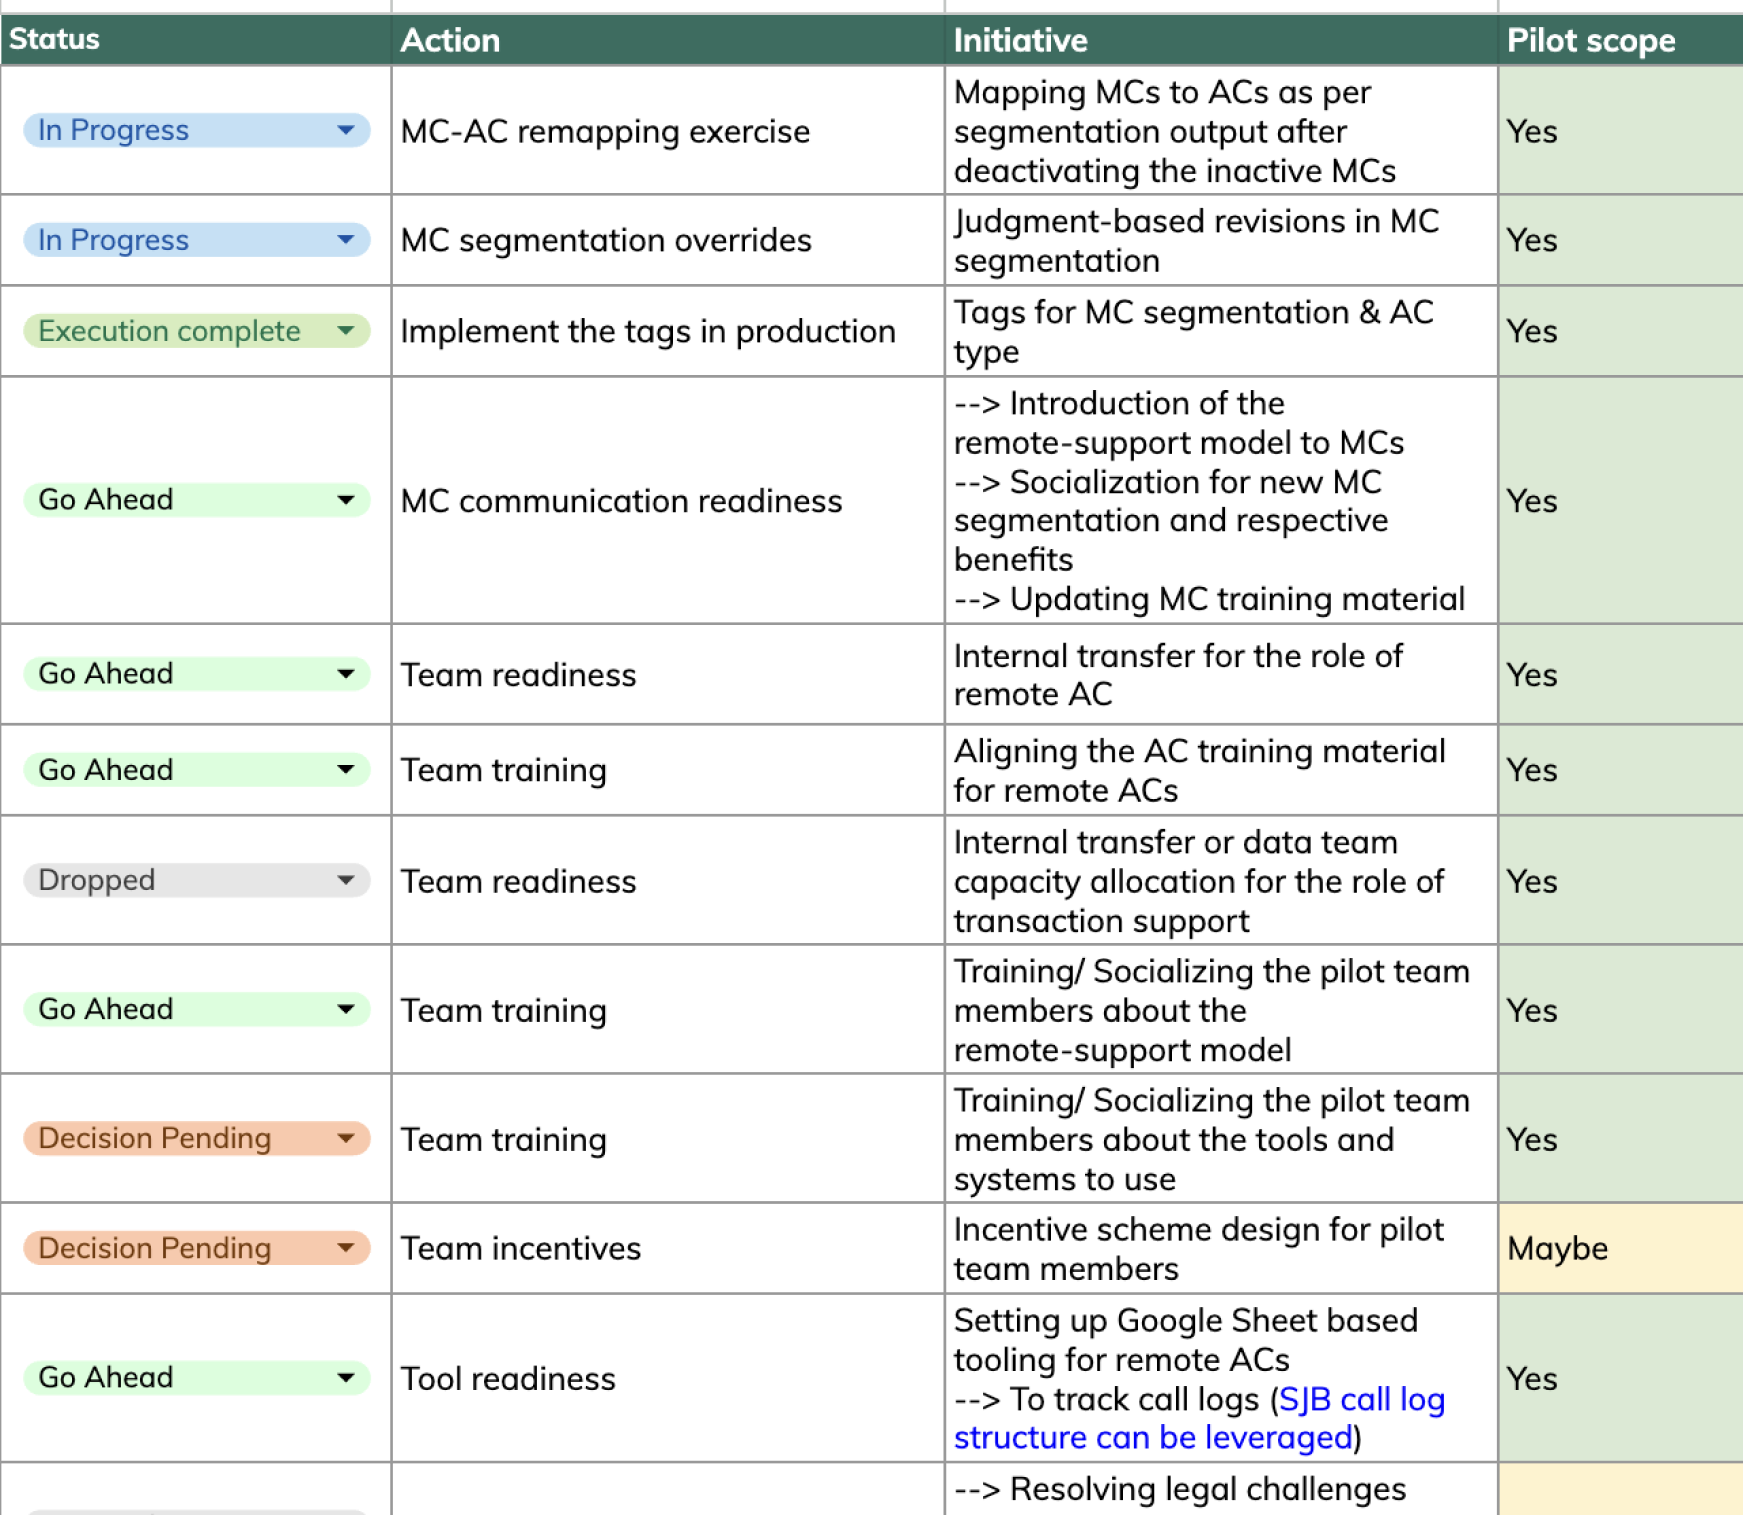 Status
Action
Initiative
Pilot scope
In Progress
MC-AC remapping exercise
Mapping MCs to ACs as per
segmentation output after
deactivating the inactive MCs
Yes
In Progress
MC segmentation overrides
Judgment-based revisions in MC
segmentation
Yes
Execution complete
Implement the tags in production
Tags for MC segmentation & AC
type
Yes
Go Ahead
MC communication readiness
--> Introduction of the
remote-support model to MCs
--> Socialization for new MC
segmentation and respective
benefits
--> Updating MC training material
Yes
Go Ahead
Team readiness
Internal transfer for the role of
remote AC
Yes
Go Ahead
Team training
Aligning the AC training material
for remote ACs
Yes
Dropped
Team readiness
Internal transfer or data team
capacity allocation for the role of
transaction support
Yes
Go Ahead
Team training
Training/ Socializing the pilot team
members about the
remote-support model
Yes
Decision Pending
Team training
Training/ Socializing the pilot team
members about the tools and
systems to use
Yes
Decision Pending
Team incentives
Incentive scheme design for pilot
team members
Maybe
Go Ahead
Tool readiness
Setting up Google Sheet based
tooling for remote ACs
--> To track call logs (SJB call log
structure can be leveraged)
Yes
--> Resolving legal challenges